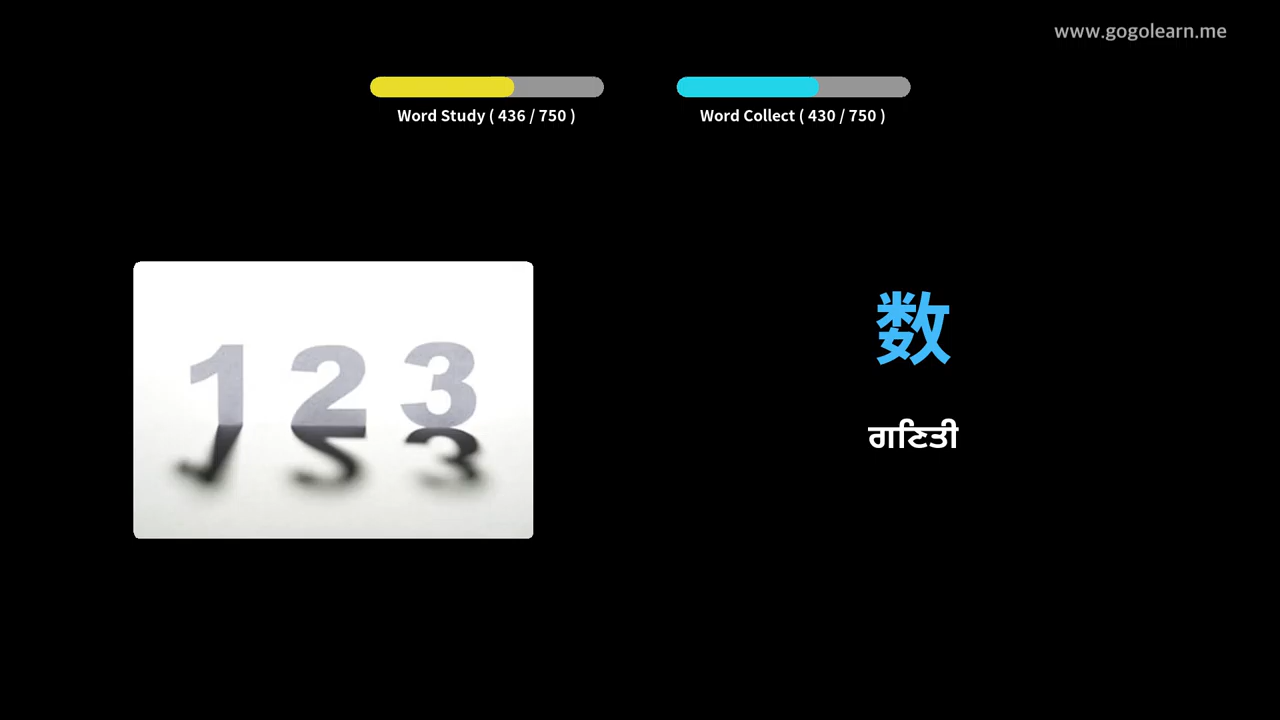 www.gogolearn.me
Word Study ( 436 / 750 )
Word Collect ( 430 / 750 )
1 2 3
数
ਗਣਿਤੀ